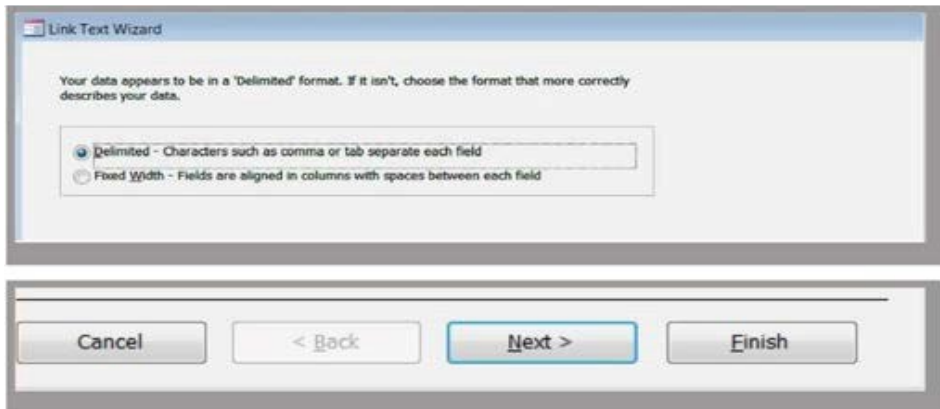 Link Text Wizard
Your data appears to be in a 'Delimited' format. If it isn't, choose the format that more correctly
describes your data.
Delimited - Characters such as comma or tab separate each field
Fixed Width - Fields are aligned in columns with spaces between each field
Cancel
< Back
Next >
Finish